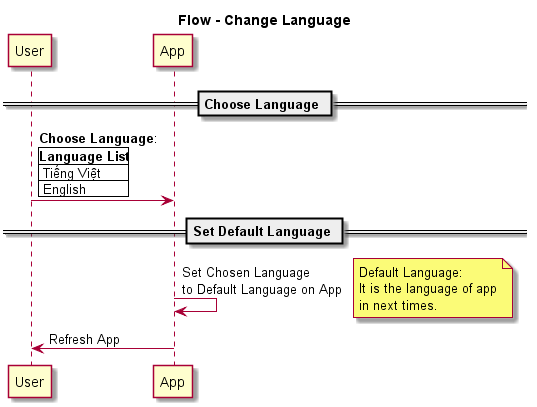 Flow - Change Language
User
App
Choose Language
Choose Language:
Language List
Tiếng Việt
English
Set Default Language
Set Chosen Language
to Default Language on App
Default Language:
It is the language of app
in next times.
Refresh App
User
App